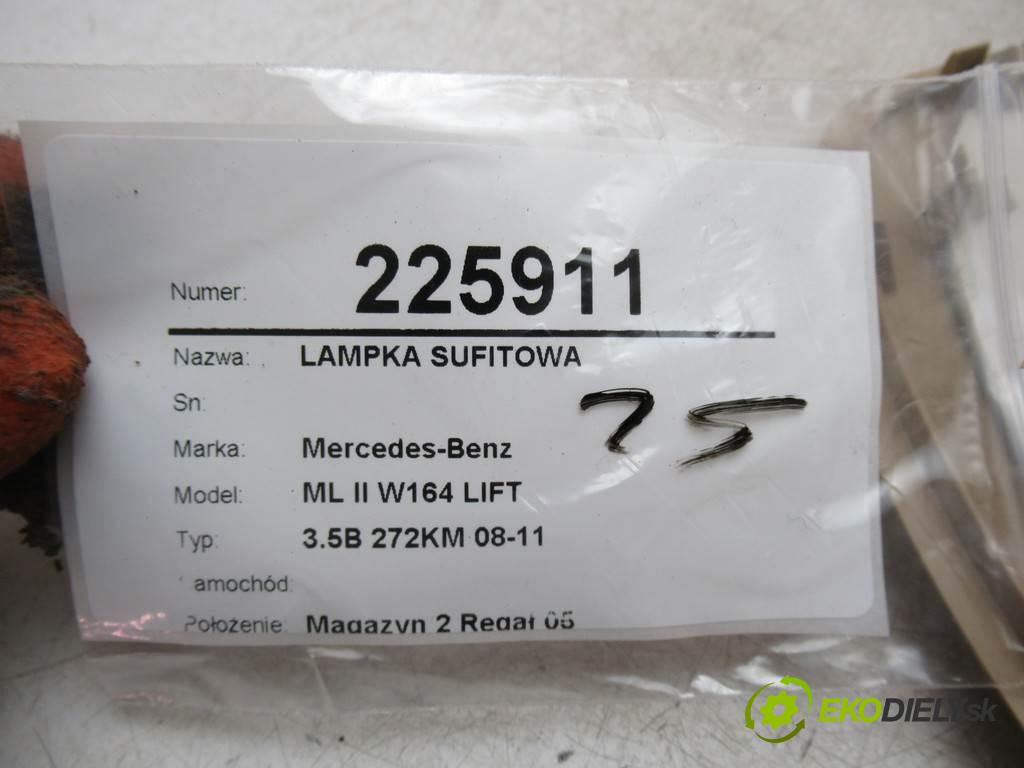 Numer: 225911
Nazwa: LAMPKA SUFITOWA
Sn:
75
Marka: Mercedes-Benz
Model: ML II W164 LIFT
Typ: 3.5B 272KM 08-11
amochód:
Położenie: Magazyn 2 Regał 05
EKODIELY.sk